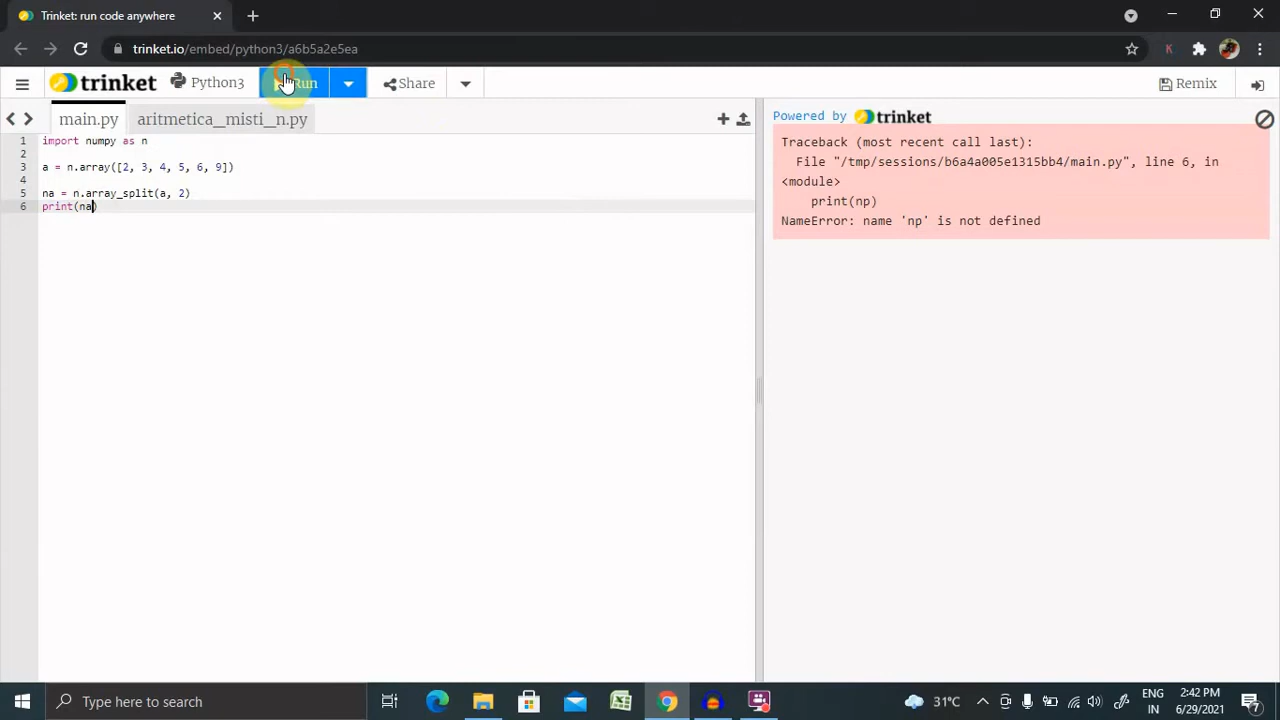 Trinket: run code anywhere
trinket.io/embed/python3/a6b5a2e5ea
K
trinket
Python3
Run
Share
Remix
main.py
aritmetica_misti_n.py
1 import numpy as n
2
3 a = n.array([2, 3, 4, 5, 6, 9])
4
5 na = n.array_split(a, 2)
6 print(na)
Powered by trinket
Traceback (most recent call last):
File "/tmp/sessions/b6a4a005e1315bb4/main.py", line 6, in
<module>
print(np)
NameError: name 'np' is not defined
Type here to search
31°C
ENG
IN
2:42 PM
6/29/2021
7